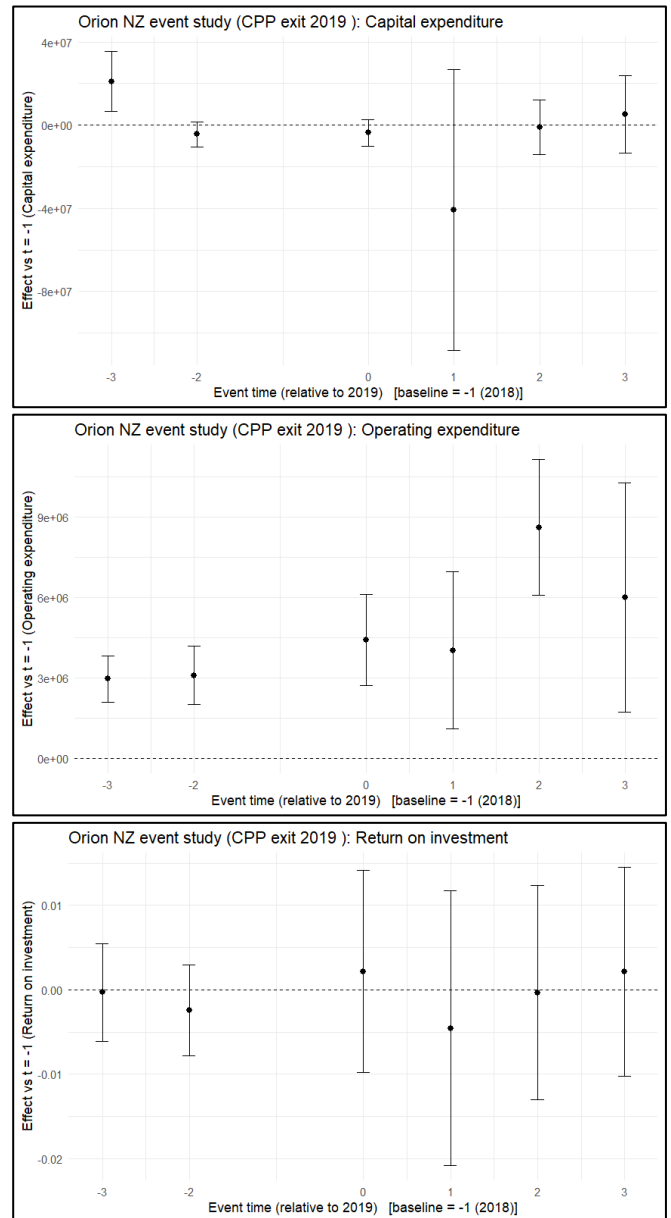 Orion NZ event study (CPP exit 2019 ): Capital expenditure
Effect vs t = -1 (Capital expenditure)
4e+07
0e+00
-4e+07
-8e+07
-3 -2 0 1 2 3
Event time (relative to 2019) [baseline = -1 (2018)]
Orion NZ event study (CPP exit 2019 ): Operating expenditure
Effect vs t = -1 (Operating expenditure)
9e+06
6e+06
3e+06
0e+00
-3 -2 0 1 2 3
Event time (relative to 2019) [baseline = -1 (2018)]
Orion NZ event study (CPP exit 2019 ): Return on investment
Effect vs t = -1 (Return on investment)
0.01
0.00
-0.01
-0.02
-3 -2 0 1 2 3
Event time (relative to 2019) [baseline = -1 (2018)]